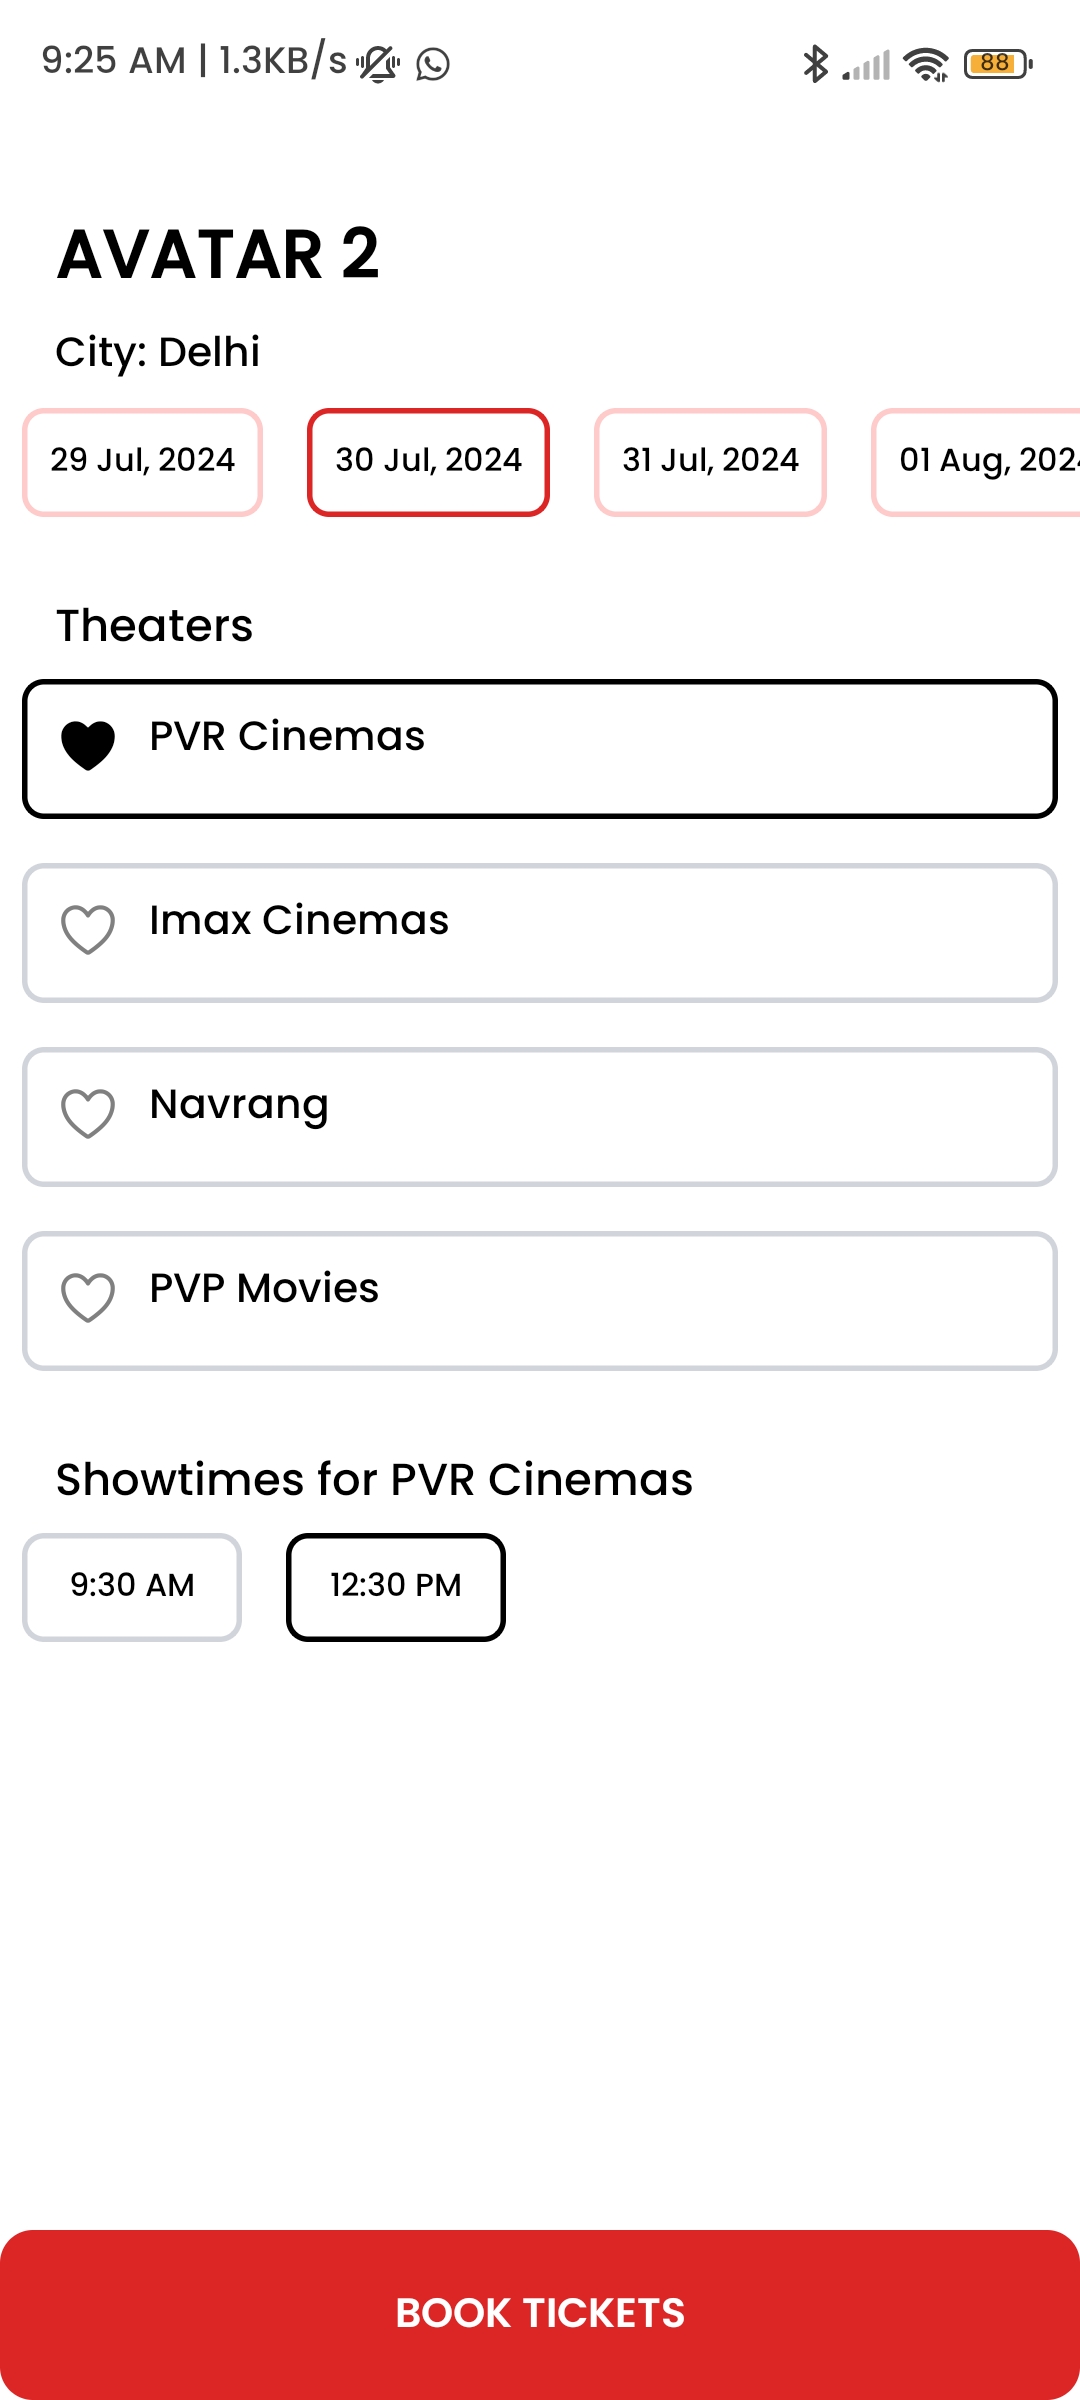 9:25 AM | 1.3KB/s
88
AVATAR 2
City: Delhi
29 Jul, 2024 30 Jul, 2024 31 Jul, 2024 01 Aug, 2024
Theaters
PVR Cinemas
Imax Cinemas
Navrang
PVP Movies
Showtimes for PVR Cinemas
9:30 AM 12:30 PM
BOOK TICKETS